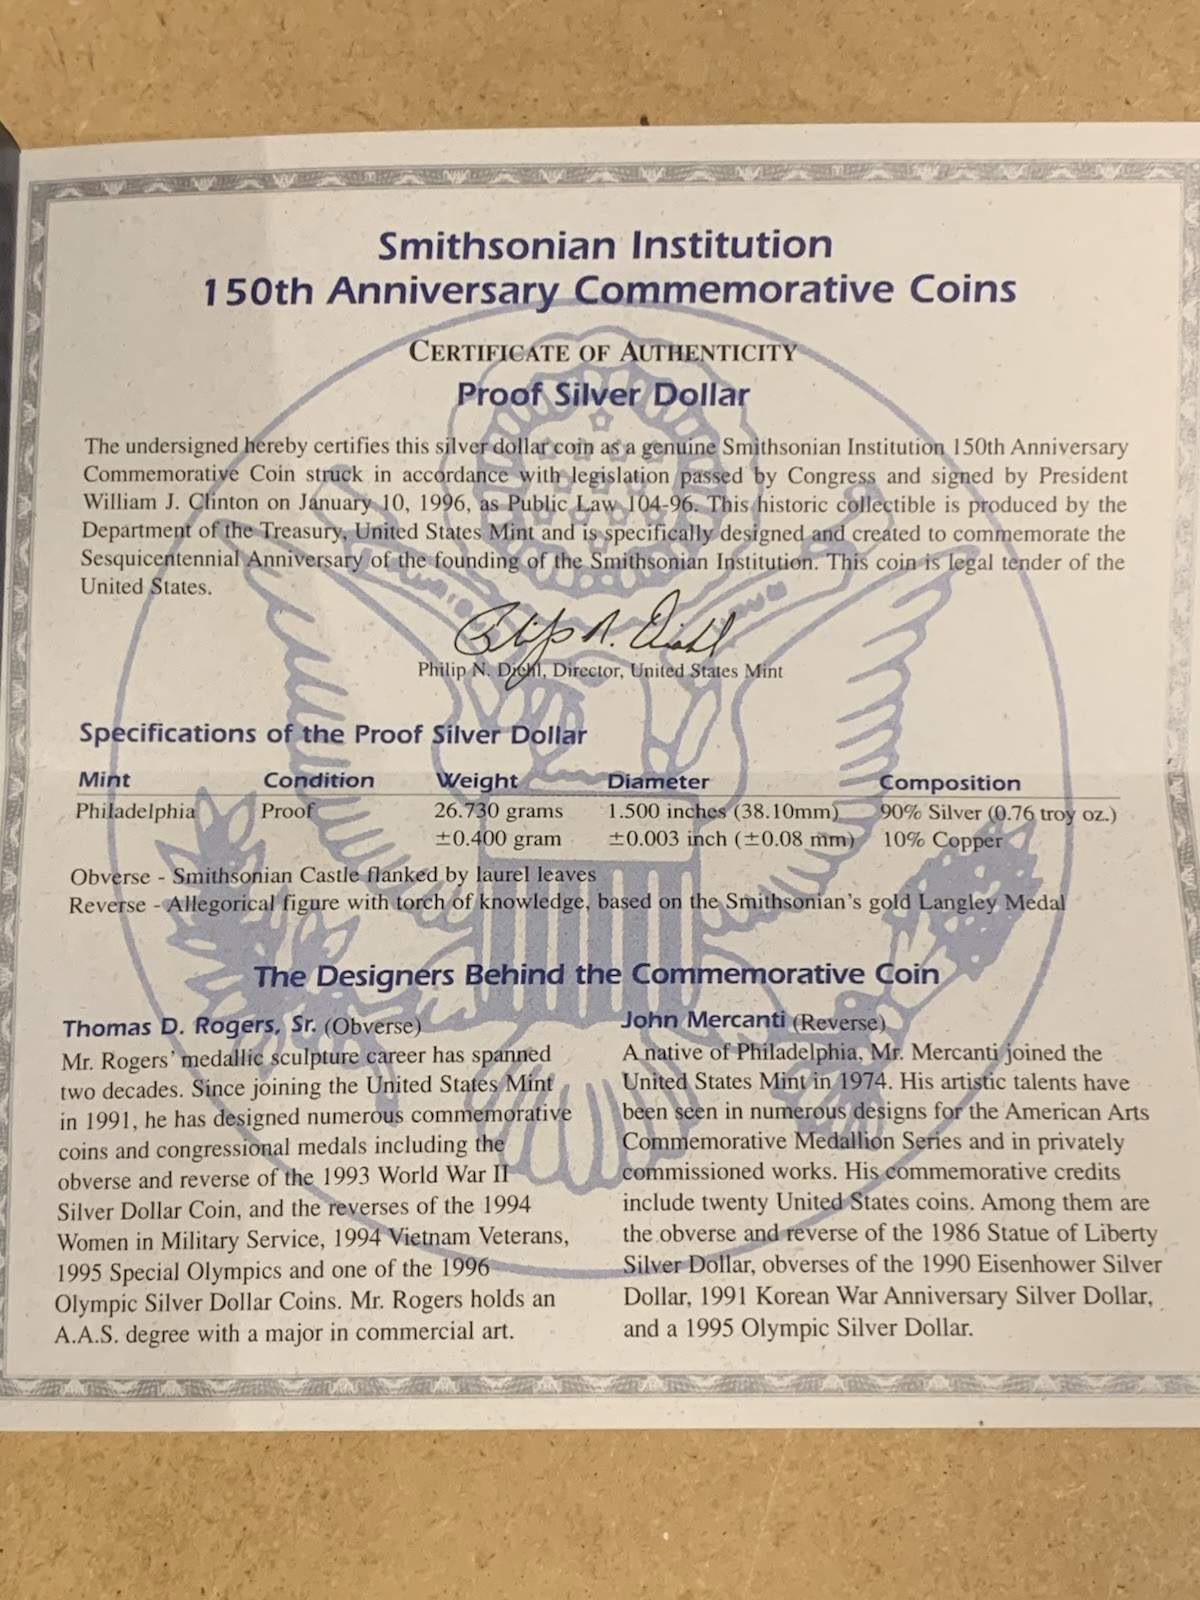 Smithsonian Institution
150th Anniversary Commemorative Coins
CERTIFICATE OF AUTHENTICITY
Proof Silver Dollar
The undersigned hereby certifies this silver dollar coin as a genuine Smithsonian Institution 150th Anniversary
Commemorative Coin struck in accordance with legislation passed by Congress and signed by President
William J. Clinton on January 10, 1996, as Public Law 104-96. This historic collectible is produced by the
Department of the Treasury, United States Mint and is specifically designed and created to commemorate the
Sesquicentennial Anniversary of the founding of the Smithsonian Institution. This coin is legal tender of the
United States.
Philip N. Diehl
Philip N. Diehl, Director, United States Mint
Specifications of the Proof Silver Dollar
Mint Condition Weight Diameter Composition
Philadelphia Proof 26.730 grams 1.500 inches (38.10mm) 90% Silver (0.76 troy oz.)
±0.400 gram ±0.003 inch (±0.08 mm) 10% Copper
Obverse - Smithsonian Castle flanked by laurel leaves
Reverse - Allegorical figure with torch of knowledge, based on the Smithsonian's gold Langley Medal
The Designers Behind the Commemorative Coin
Thomas D. Rogers, Sr. (Obverse)
Mr. Rogers' medallic sculpture career has spanned
two decades. Since joining the United States Mint
in 1991, he has designed numerous commemorative
coins and congressional medals including the
obverse and reverse of the 1993 World War II
Silver Dollar Coin, and the reverses of the 1994
Women in Military Service, 1994 Vietnam Veterans,
1995 Special Olympics and one of the 1996
Olympic Silver Dollar Coins. Mr. Rogers holds an
A.A.S. degree with a major in commercial art.
John Mercanti (Reverse)
A native of Philadelphia, Mr. Mercanti joined the
United States Mint in 1974. His artistic talents have
been seen in numerous designs for the American Arts
Commemorative Medallion Series and in privately
commissioned works. His commemorative credits
include twenty United States coins. Among them are
the obverse and reverse of the 1986 Statue of Liberty
Silver Dollar, obverses of the 1990 Eisenhower Silver
Dollar, 1991 Korean War Anniversary Silver Dollar,
and a 1995 Olympic Silver Dollar.